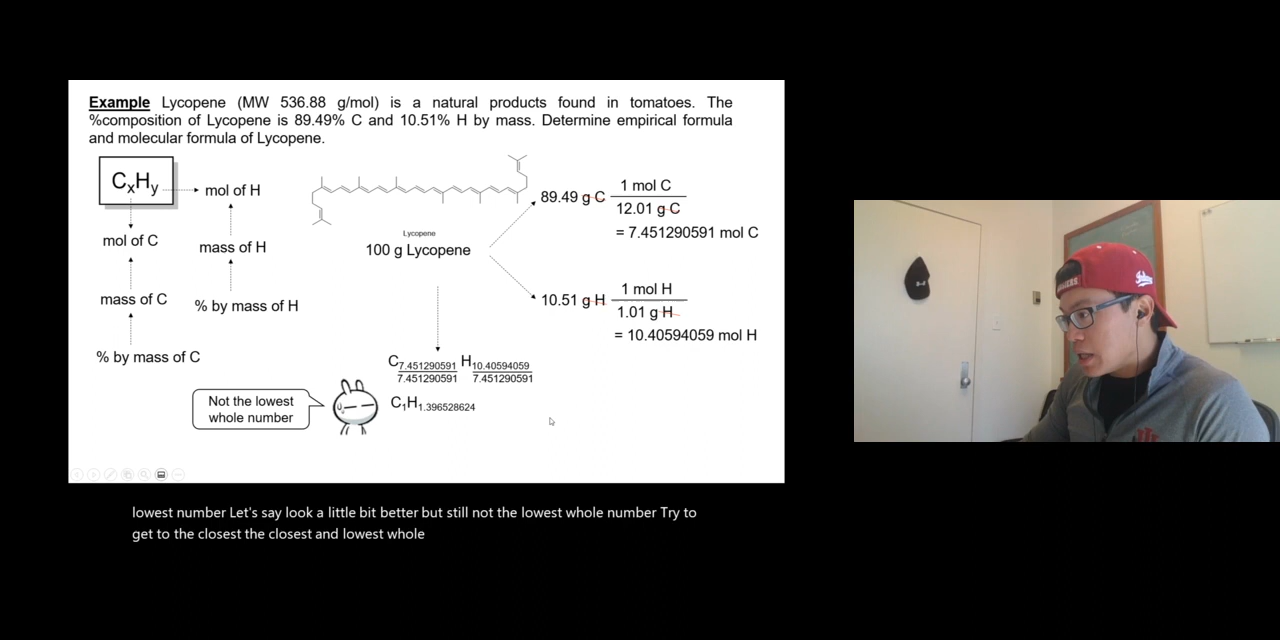 Example Lycopene (MW 536.88 g/mol) is a natural products found in tomatoes. The
%composition of Lycopene is 89.49% C and 10.51% H by mass. Determine empirical formula
and molecular formula of Lycopene.
CxHy
mol of H
mol of C
mass of H
mass of C
% by mass of H
% by mass of C
Lycopene
100 g Lycopene
89.49 g C 1 mol C
12.01 g C
= 7.451290591 mol C
10.51 g H 1 mol H
1.01 g H
= 10.40594059 mol H
C7.451290591 H10.40594059
7.451290591 7.451290591
C1H1.396528624
Not the lowest
whole number
lowest number Let's say look a little bit better but still not the lowest whole number Try to
get to the closest the closest and lowest whole